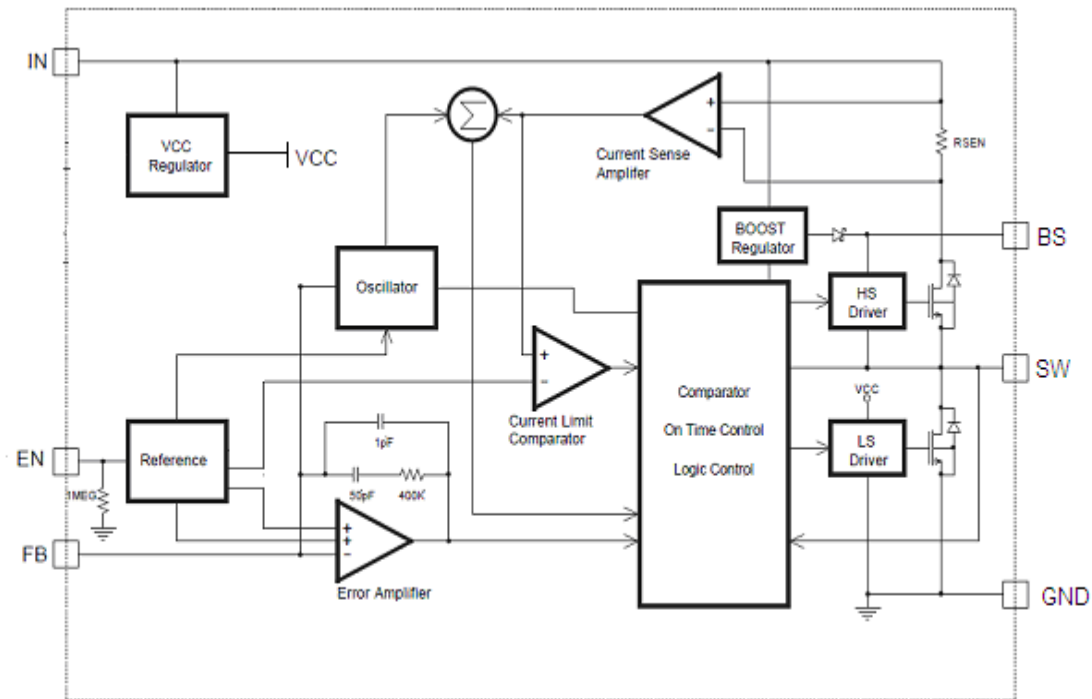 IN
VCC
Regulator
VCC
Σ
+
-
Current Sense
Amplifer
RSEN
BOOST
Regulator
BS
Oscillator
HS
Driver
+
-
Current Limit
Comparator
Comparator
On Time Control
Logic Control
SW
VCC
LS
Driver
1pF
50pF
400K
EN
Reference
1MEG
FB
+
+
-
Error Amplifier
GND